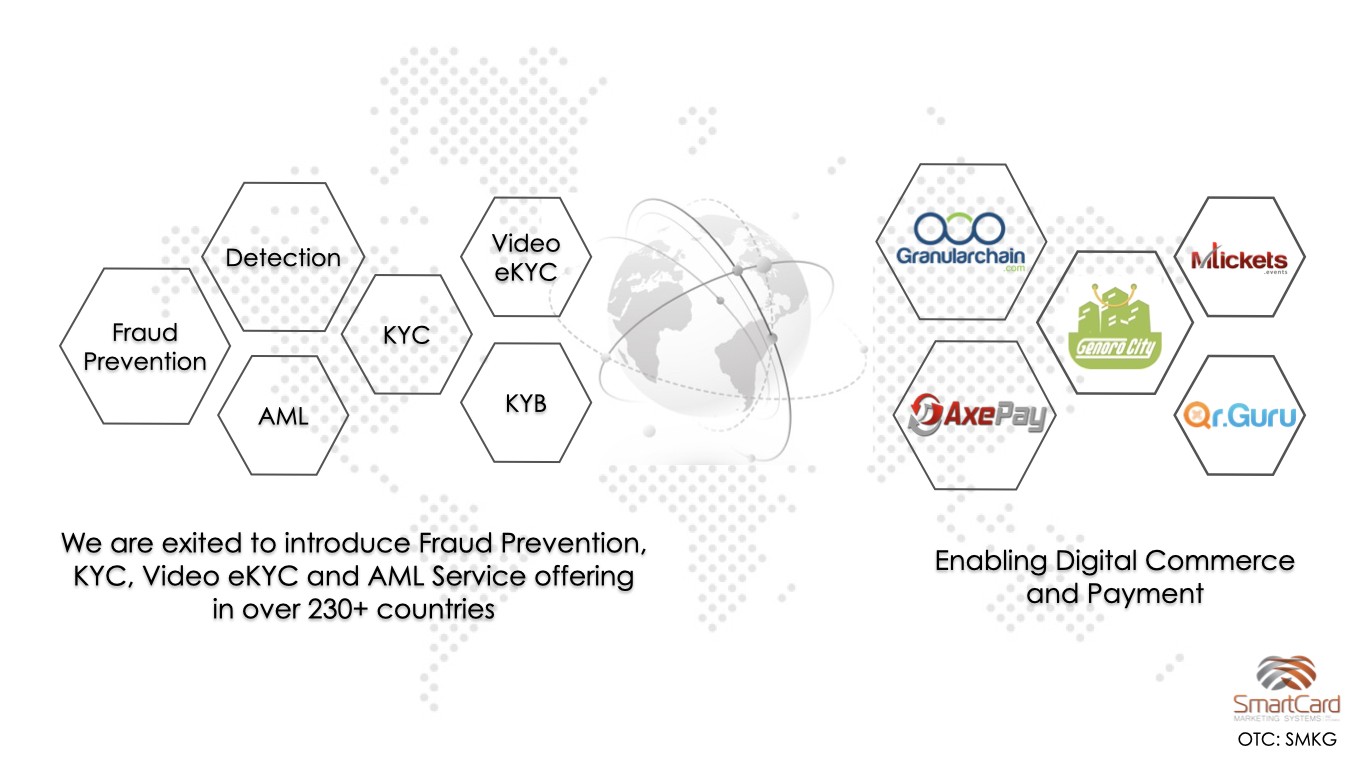 Detection
Fraud
Prevention
AML
KYC
Video
eKYC
KYB
Granularchain
.com
AxePay
Genoro City
Mtickets
.events
Qr.Guru
We are exited to introduce Fraud Prevention,
KYC, Video eKYC and AML Service offering
in over 230+ countries
Enabling Digital Commerce
and Payment
SmartCard
MARKETING SYSTEMS
OTC: SMKG